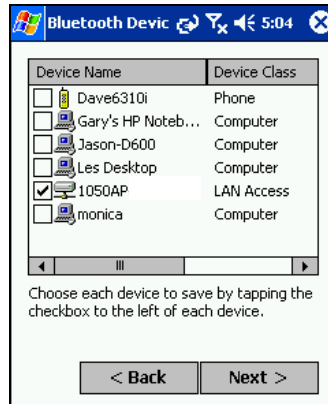 Bluetooth Devic 5:04
Device Name Device Class
Dave6310i Phone
Gary's HP Noteb... Computer
Jason-D600 Computer
Les Desktop Computer
1050AP LAN Access
monica Computer
Choose each device to save by tapping the
checkbox to the left of each device.
< Back Next >